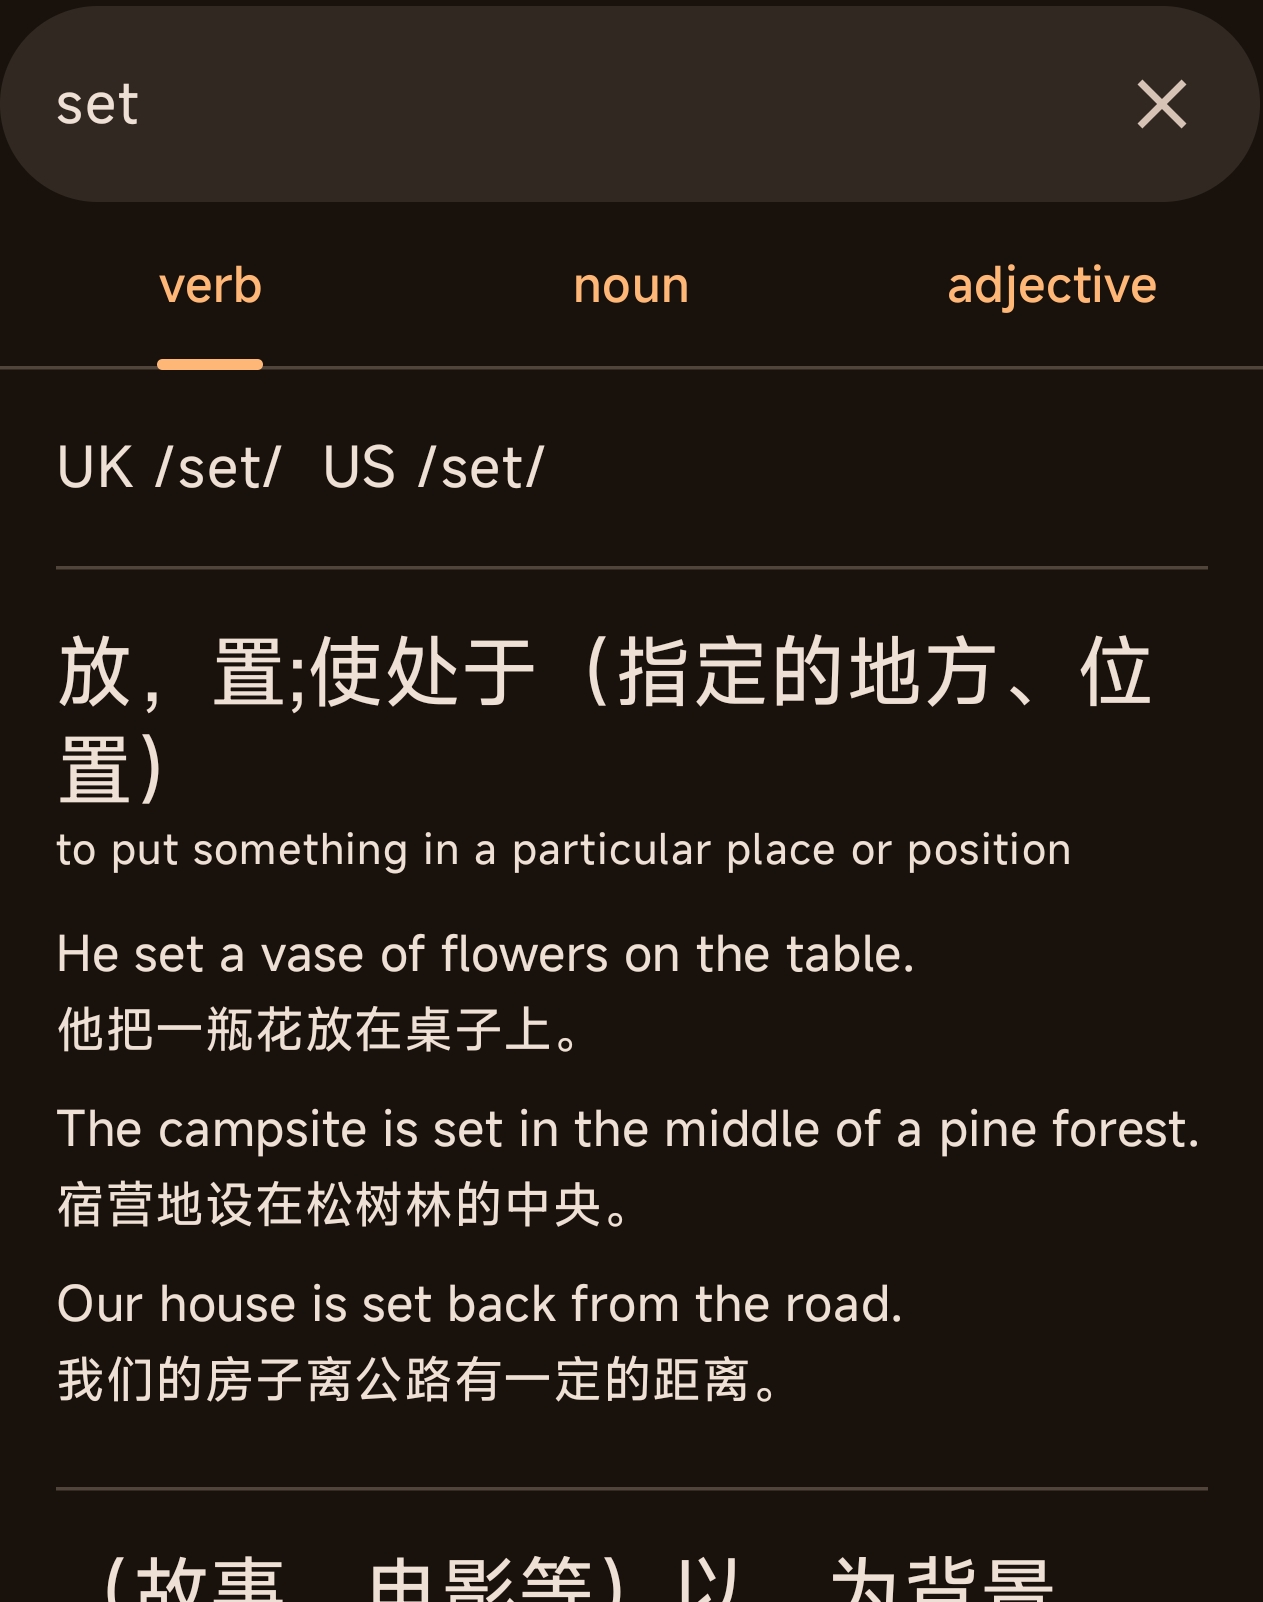 set
verb noun adjective
UK /set/ US /set/
放，置;使处于（指定的地方、位
置）
to put something in a particular place or position
He set a vase of flowers on the table.
他把一瓶花放在桌子上。
The campsite is set in the middle of a pine forest.
宿营地设在松树林的中央。
Our house is set back from the road.
我们的房子离公路有一定的距离。
（故事、电影等）以…为背景